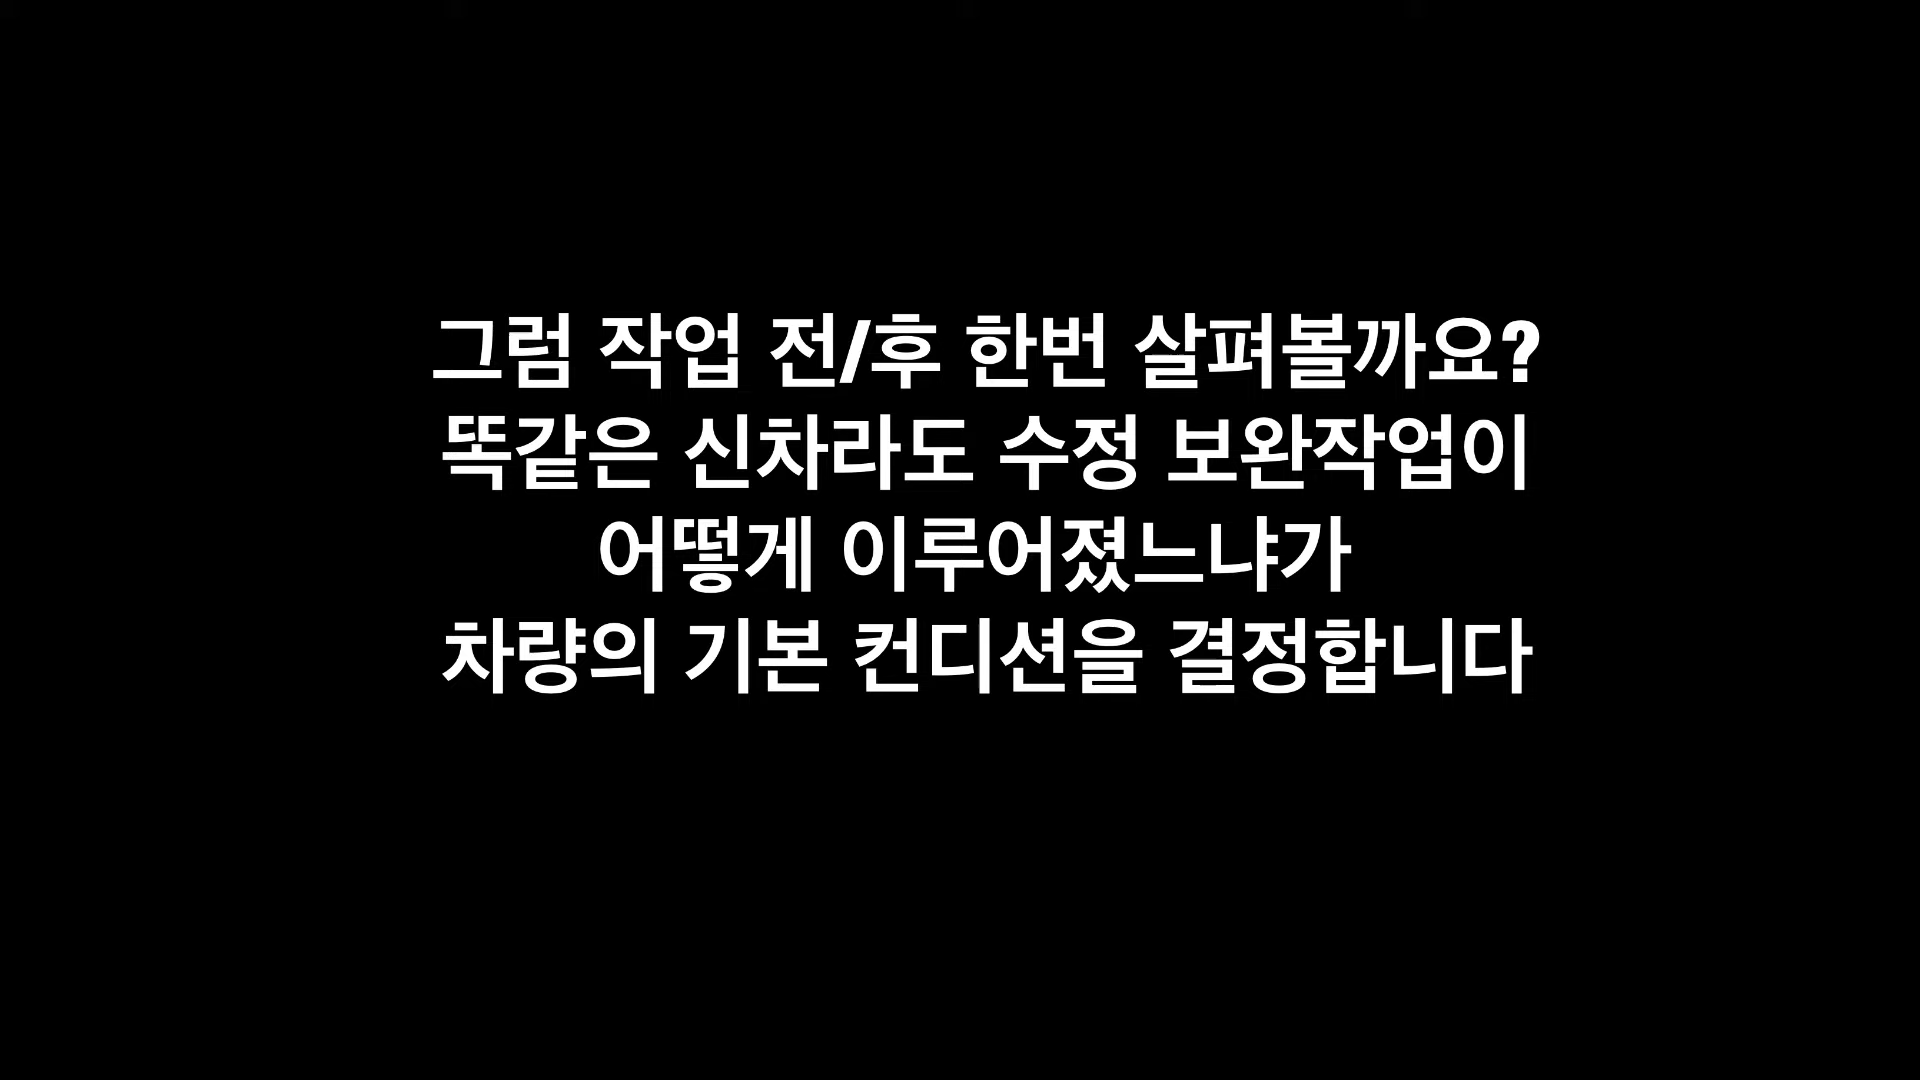 그럼 작업 전/후 한번 살펴볼까요?
똑같은 신차라도 수정 보완작업이
어떻게 이루어졌느냐가
차량의 기본 컨디션을 결정합니다